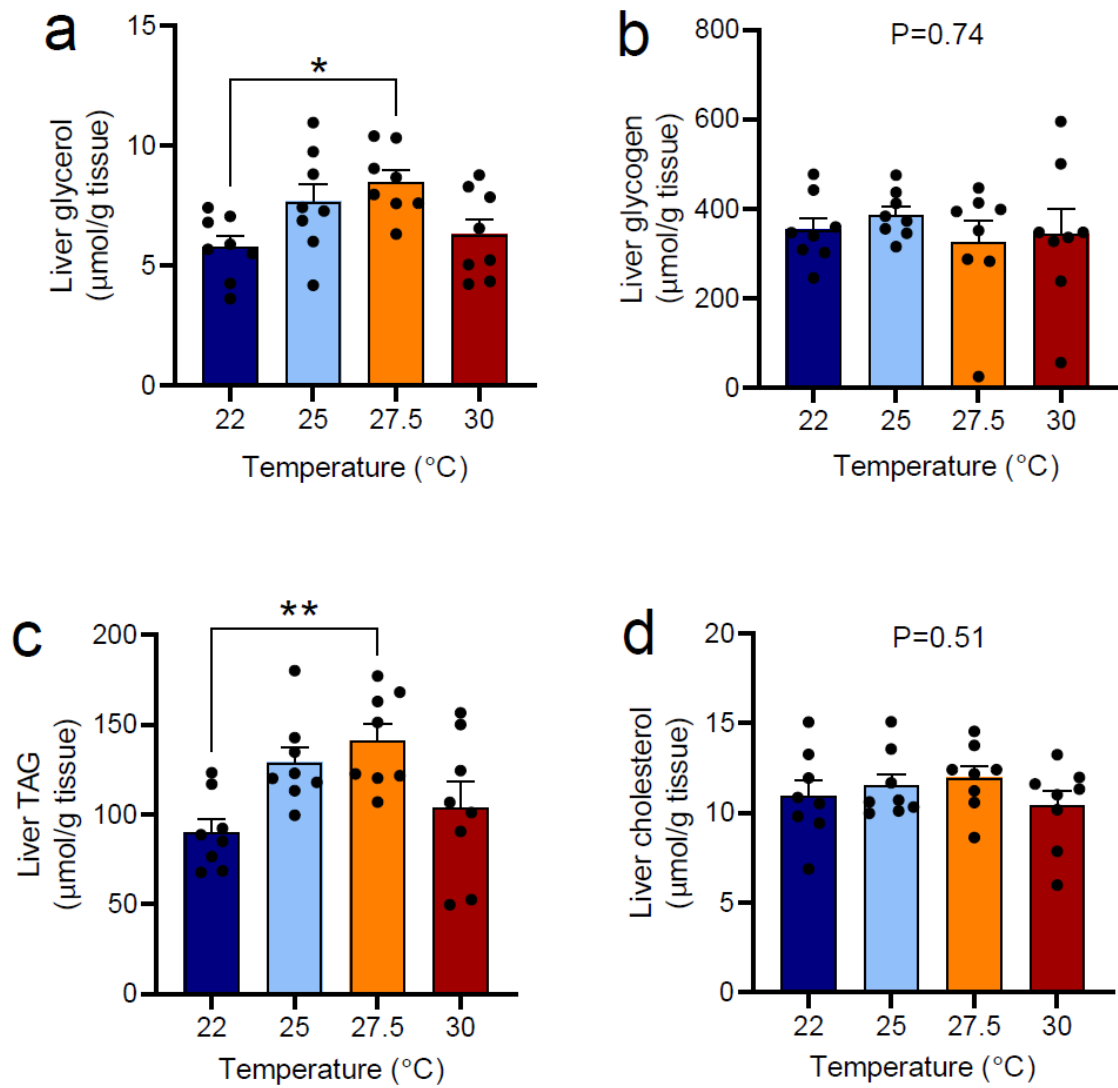 a
Liver glycerol
(µmol/g tissue)
15
10
5
0
*
22 25 27.5 30
Temperature (°C)
b
Liver glycogen
(µmol/g tissue)
800
600
400
200
0
P=0.74
22 25 27.5 30
Temperature (°C)
c
Liver TAG
(µmol/g tissue)
200
150
100
50
0
**
22 25 27.5 30
Temperature (°C)
d
Liver cholesterol
(µmol/g tissue)
20
15
10
5
0
P=0.51
22 25 27.5 30
Temperature (°C)